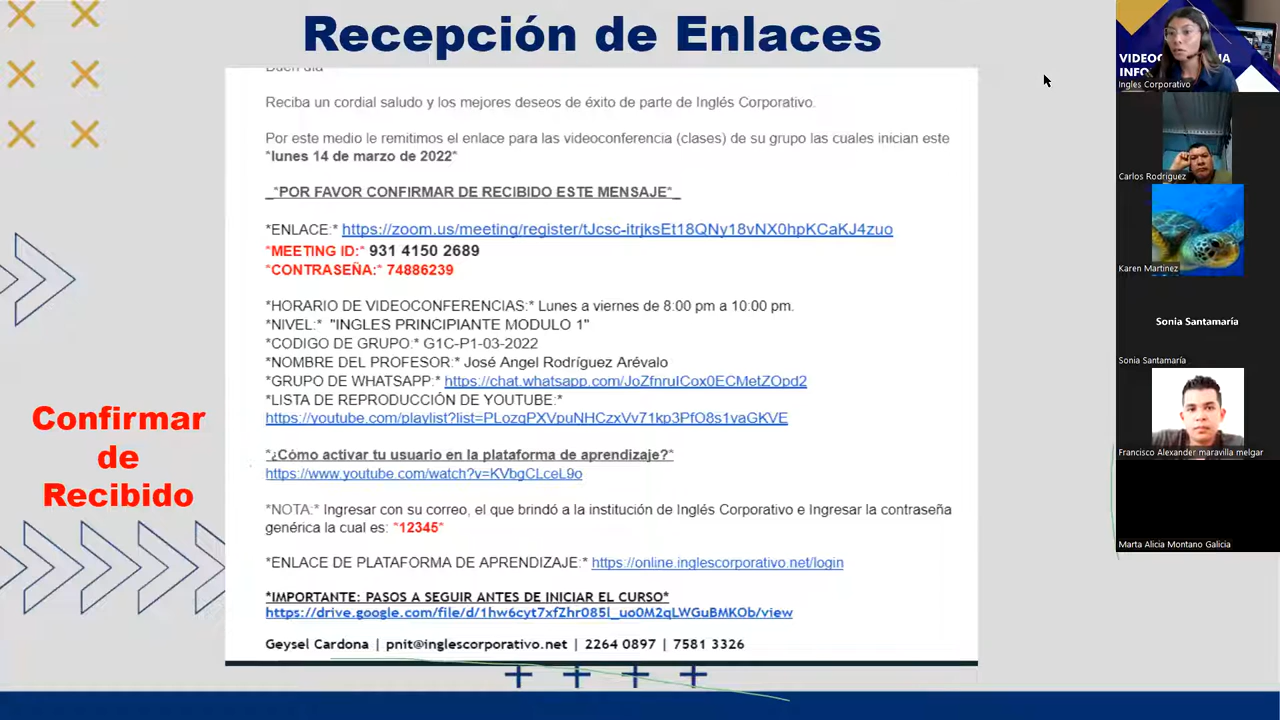 Recepción de Enlaces
Buen día
Reciba un cordial saludo y los mejores deseos de éxito de parte de Inglés Corporativo.
Por este medio le remitimos el enlace para las videoconferencia (clases) de su grupo las cuales inician este
*lunes 14 de marzo de 2022*
_*POR FAVOR CONFIRMAR DE RECIBIDO ESTE MENSAJE*_
*ENLACE:* https://zoom.us/meeting/register/tJcsc-itrjksEt18QNy18vNX0hpKCaKJ4zuo
*MEETING ID:* 931 4150 2689
*CONTRASEÑA:* 74886239
*HORARIO DE VIDEOCONFERENCIAS:* Lunes a viernes de 8:00 pm a 10:00 pm.
*NIVEL:* "INGLES PRINCIPIANTE MODULO 1"
*CODIGO DE GRUPO:* G1C-P1-03-2022
*NOMBRE DEL PROFESOR:* José Angel Rodríguez Arévalo
*GRUPO DE WHATSAPP:* https://chat.whatsapp.com/JoZfnruICox0ECMetZOpd2
*LISTA DE REPRODUCCIÓN DE YOUTUBE:*
https://youtube.com/playlist?list=PLozqPXVpuNHCzxVv71kp3PfO8s1vaGKVE
*¿Cómo activar tu usuario en la plataforma de aprendizaje?*
https://www.youtube.com/watch?v=KVbgCLceL9o
*NOTA:* Ingresar con su correo, el que brindó a la institución de Inglés Corporativo e Ingresar la contraseña
genérica la cual es: *12345*
*ENLACE DE PLATAFORMA DE APRENDIZAJE:* https://online.inglescorporativo.net/login
*IMPORTANTE: PASOS A SEGUIR ANTES DE INICIAR EL CURSO*
https://drive.google.com/file/d/1hw6cyt7xfZhr085l_uo0M2qLWGuBMKOb/view
Geysel Cardona | pnit@inglescorporativo.net | 2264 0897 | 7581 3326
Confirmar
de
Recibido
Ingles Corporativo
Carlos Rodriguez
Karen Martinez
Sonia Santamaría
Sonia Santamaría
Francisco Alexander maravilla melgar
Marta Alicia Montano Galicia